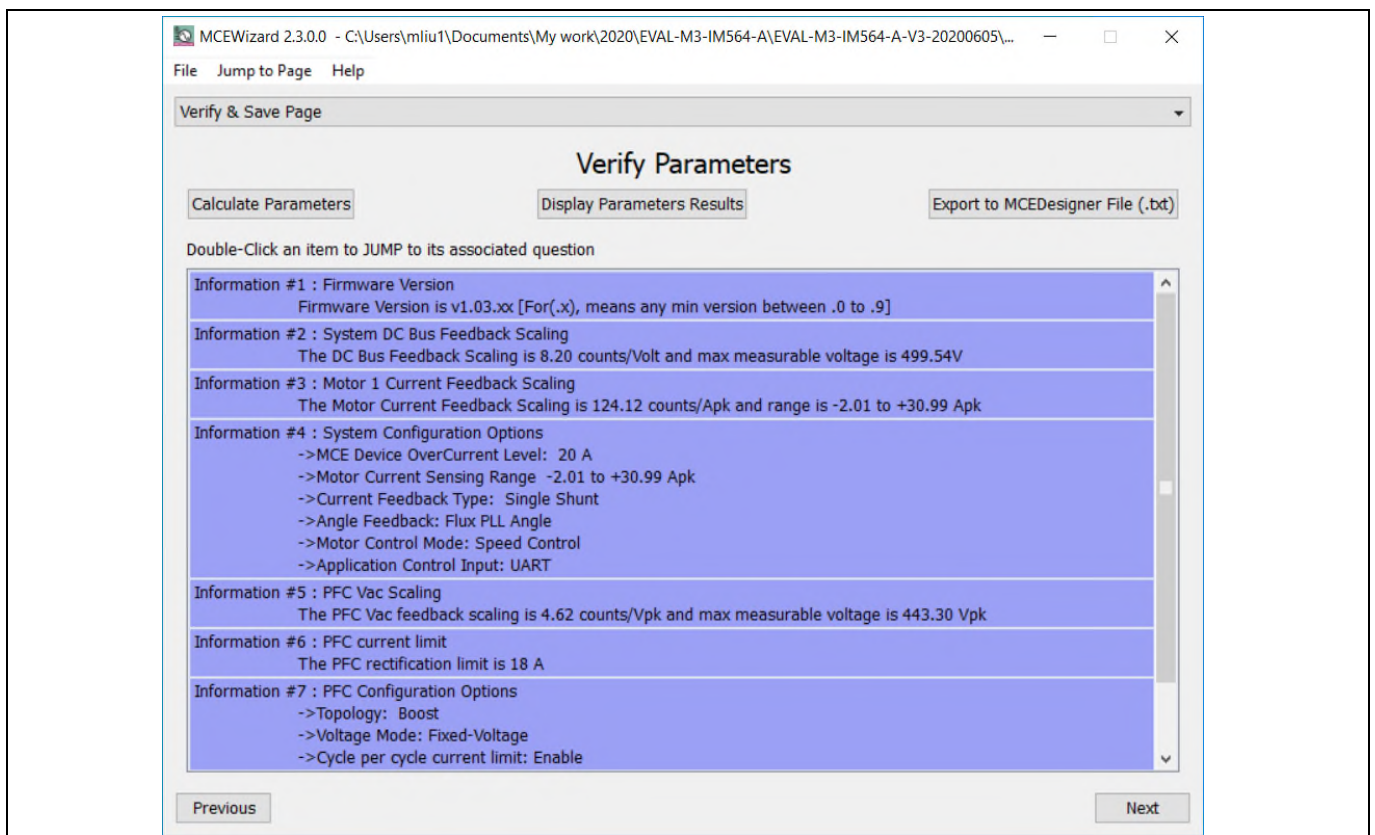 MCEWizard 2.3.0.0 - C:\Users\mliu1\Documents\My work\2020\EVAL-M3-IM564-A\EVAL-M3-IM564-A-V3-20200605\...
File Jump to Page Help
Verify & Save Page
Verify Parameters
Calculate Parameters Display Parameters Results Export to MCEDesigner File (.txt)
Double-Click an item to JUMP to its associated question
Information #1 : Firmware Version
Firmware Version is v1.03.xx [For(.x), means any min version between .0 to .9]
Information #2 : System DC Bus Feedback Scaling
The DC Bus Feedback Scaling is 8.20 counts/Volt and max measurable voltage is 499.54V
Information #3 : Motor 1 Current Feedback Scaling
The Motor Current Feedback Scaling is 124.12 counts/Apk and range is -2.01 to +30.99 Apk
Information #4 : System Configuration Options
->MCE Device OverCurrent Level: 20 A
->Motor Current Sensing Range -2.01 to +30.99 Apk
->Current Feedback Type: Single Shunt
->Angle Feedback: Flux PLL Angle
->Motor Control Mode: Speed Control
->Application Control Input: UART
Information #5 : PFC Vac Scaling
The PFC Vac feedback scaling is 4.62 counts/Vpk and max measurable voltage is 443.30 Vpk
Information #6 : PFC current limit
The PFC rectification limit is 18 A
Information #7 : PFC Configuration Options
->Topology: Boost
->Voltage Mode: Fixed-Voltage
->Cycle per cycle current limit: Enable
Previous Next